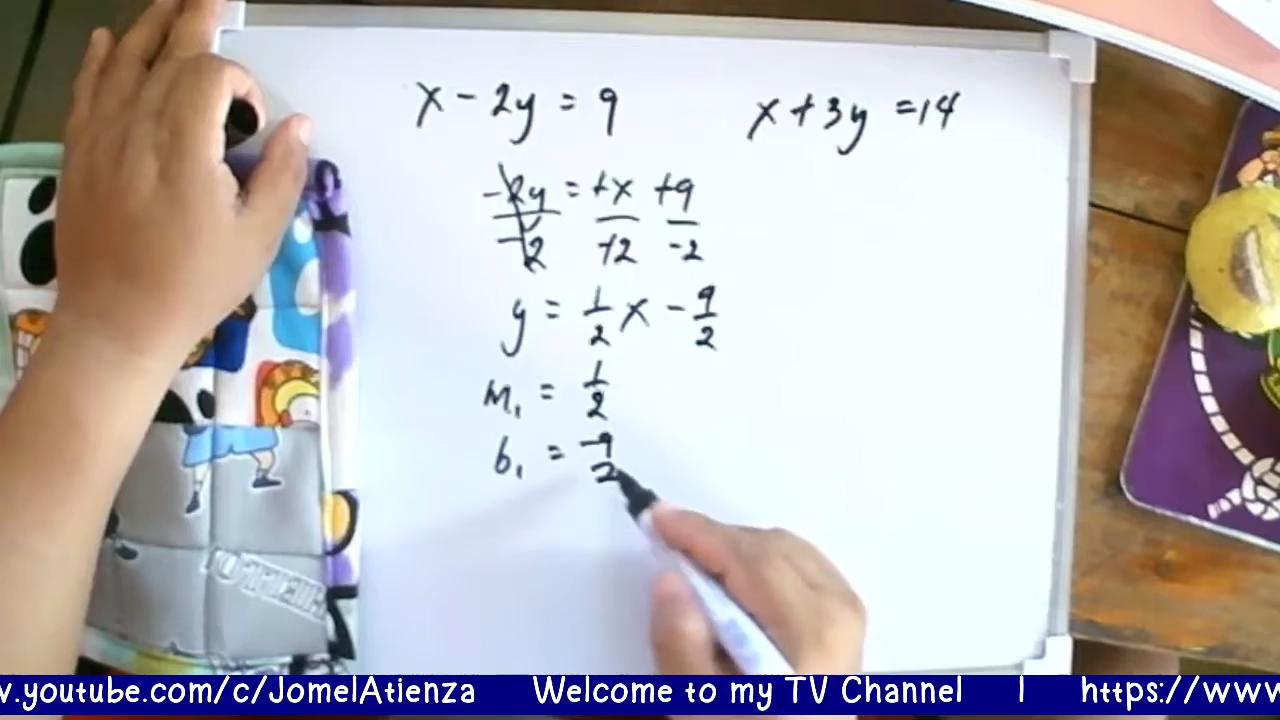 x - 2y = 9
x + 3y = 14
-2y = +x +9
-2 +2 -2
y = 1/2 x - 9/2
m₁ = 1/2
b₁ = -9/2
.youtube.com/c/JomelAtienza Welcome to my TV Channel | https://www